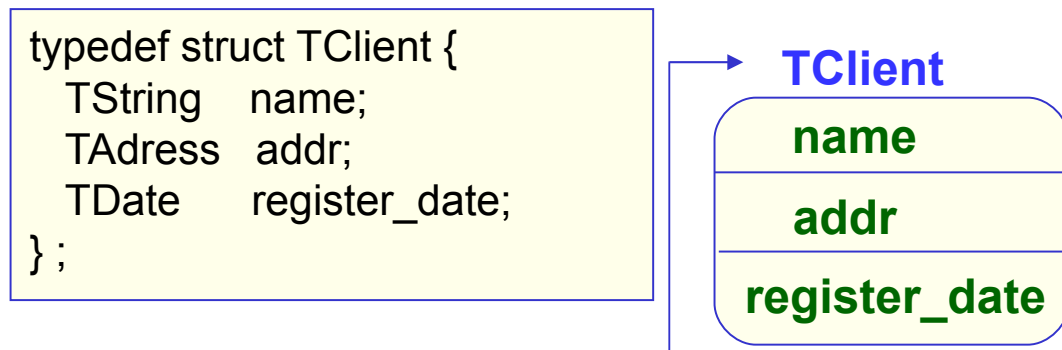 typedef struct TClient {
TString name;
TAdress addr;
TDate register_date;
} ;
TClient
name
addr
register_date